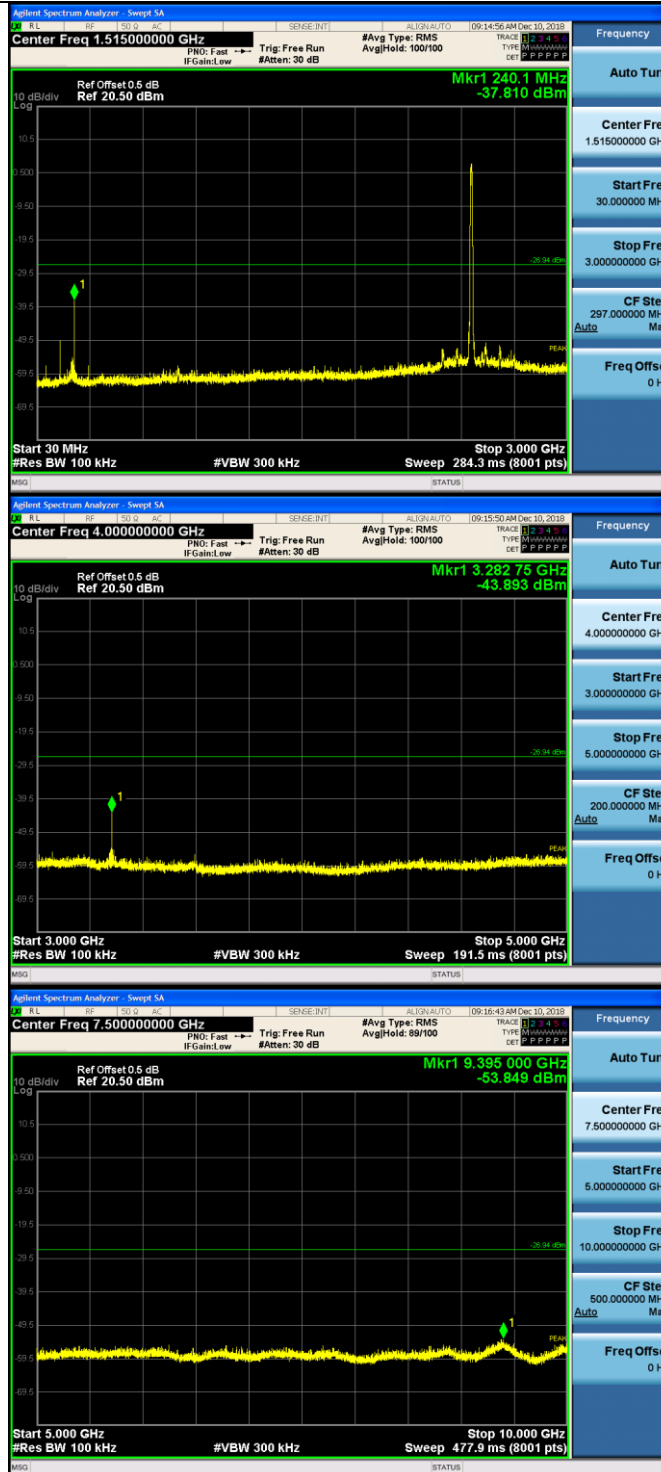 Agilent Spectrum Analyzer - Swept SA
RL RF 50 Ω AC SENSE:INT ALIGN AUTO 09:14:56 AM Dec 10, 2018
Center Freq 1.515000000 GHz
PNO: Fast Trig: Free Run
IFGain:Low #Atten: 30 dB
#Avg Type: RMS
Avg|Hold: 100/100
TRACE 1 2 3 4 5 6
TYPE M
DET P P P P P P
Frequency
Auto Tun
Mkr1 240.1 MHz
-37.810 dBm
Ref Offset 0.5 dB
10 dB/div Ref 20.50 dBm
Log
Center Fre
1.515000000 GH
Start Fre
30.000000 MH
Stop Fre
3.000000000 GH
CF Ste
297.000000 MH
Auto Ma
Freq Offse
0 H
10.5
0.500
-9.50
-19.5
-26.94 dBm
1
-39.5
-49.5
PEAK
-59.5
-69.5
Start 30 MHz Stop 3.000 GHz
#Res BW 100 kHz #VBW 300 kHz Sweep 284.3 ms (8001 pts)
MSG STATUS
Agilent Spectrum Analyzer - Swept SA
RL RF 50 Ω AC SENSE:INT ALIGN AUTO 09:15:50 AM Dec 10, 2018
Center Freq 4.000000000 GHz
PNO: Fast Trig: Free Run
IFGain:Low #Atten: 30 dB
#Avg Type: RMS
Avg|Hold: 100/100
TRACE 1 2 3 4 5 6
TYPE M
DET P P P P P P
Frequency
Auto Tun
Mkr1 3.282 75 GHz
-43.893 dBm
Ref Offset 0.5 dB
10 dB/div Ref 20.50 dBm
Log
Center Fre
4.000000000 GH
Start Fre
3.000000000 GH
Stop Fre
5.000000000 GH
CF Ste
200.000000 MH
Auto Ma
Freq Offse
0 H
10.5
0.500
-9.50
-19.5
-26.94 dBm
-29.5
-39.5
1
-49.5
PEAK
-59.5
-69.5
Start 3.000 GHz Stop 5.000 GHz
#Res BW 100 kHz #VBW 300 kHz Sweep 191.5 ms (8001 pts)
MSG STATUS
Agilent Spectrum Analyzer - Swept SA
RL RF 50 Ω AC SENSE:INT ALIGN AUTO 09:16:43 AM Dec 10, 2018
Center Freq 7.500000000 GHz
PNO: Fast Trig: Free Run
IFGain:Low #Atten: 30 dB
#Avg Type: RMS
Avg|Hold: 89/100
TRACE 1 2 3 4 5 6
TYPE M
DET P P P P P P
Frequency
Auto Tun
Mkr1 9.395 000 GHz
-53.849 dBm
Ref Offset 0.5 dB
10 dB/div Ref 20.50 dBm
Log
Center Fre
7.500000000 GH
Start Fre
5.000000000 GH
Stop Fre
10.000000000 GH
CF Ste
500.000000 MH
Auto Ma
Freq Offse
0 H
10.5
0.500
-9.50
-19.5
-26.94 dBm
-29.5
-39.5
-49.5
1
PEAK
-59.5
-69.5
Start 5.000 GHz Stop 10.000 GHz
#Res BW 100 kHz #VBW 300 kHz Sweep 477.9 ms (8001 pts)
MSG STATUS